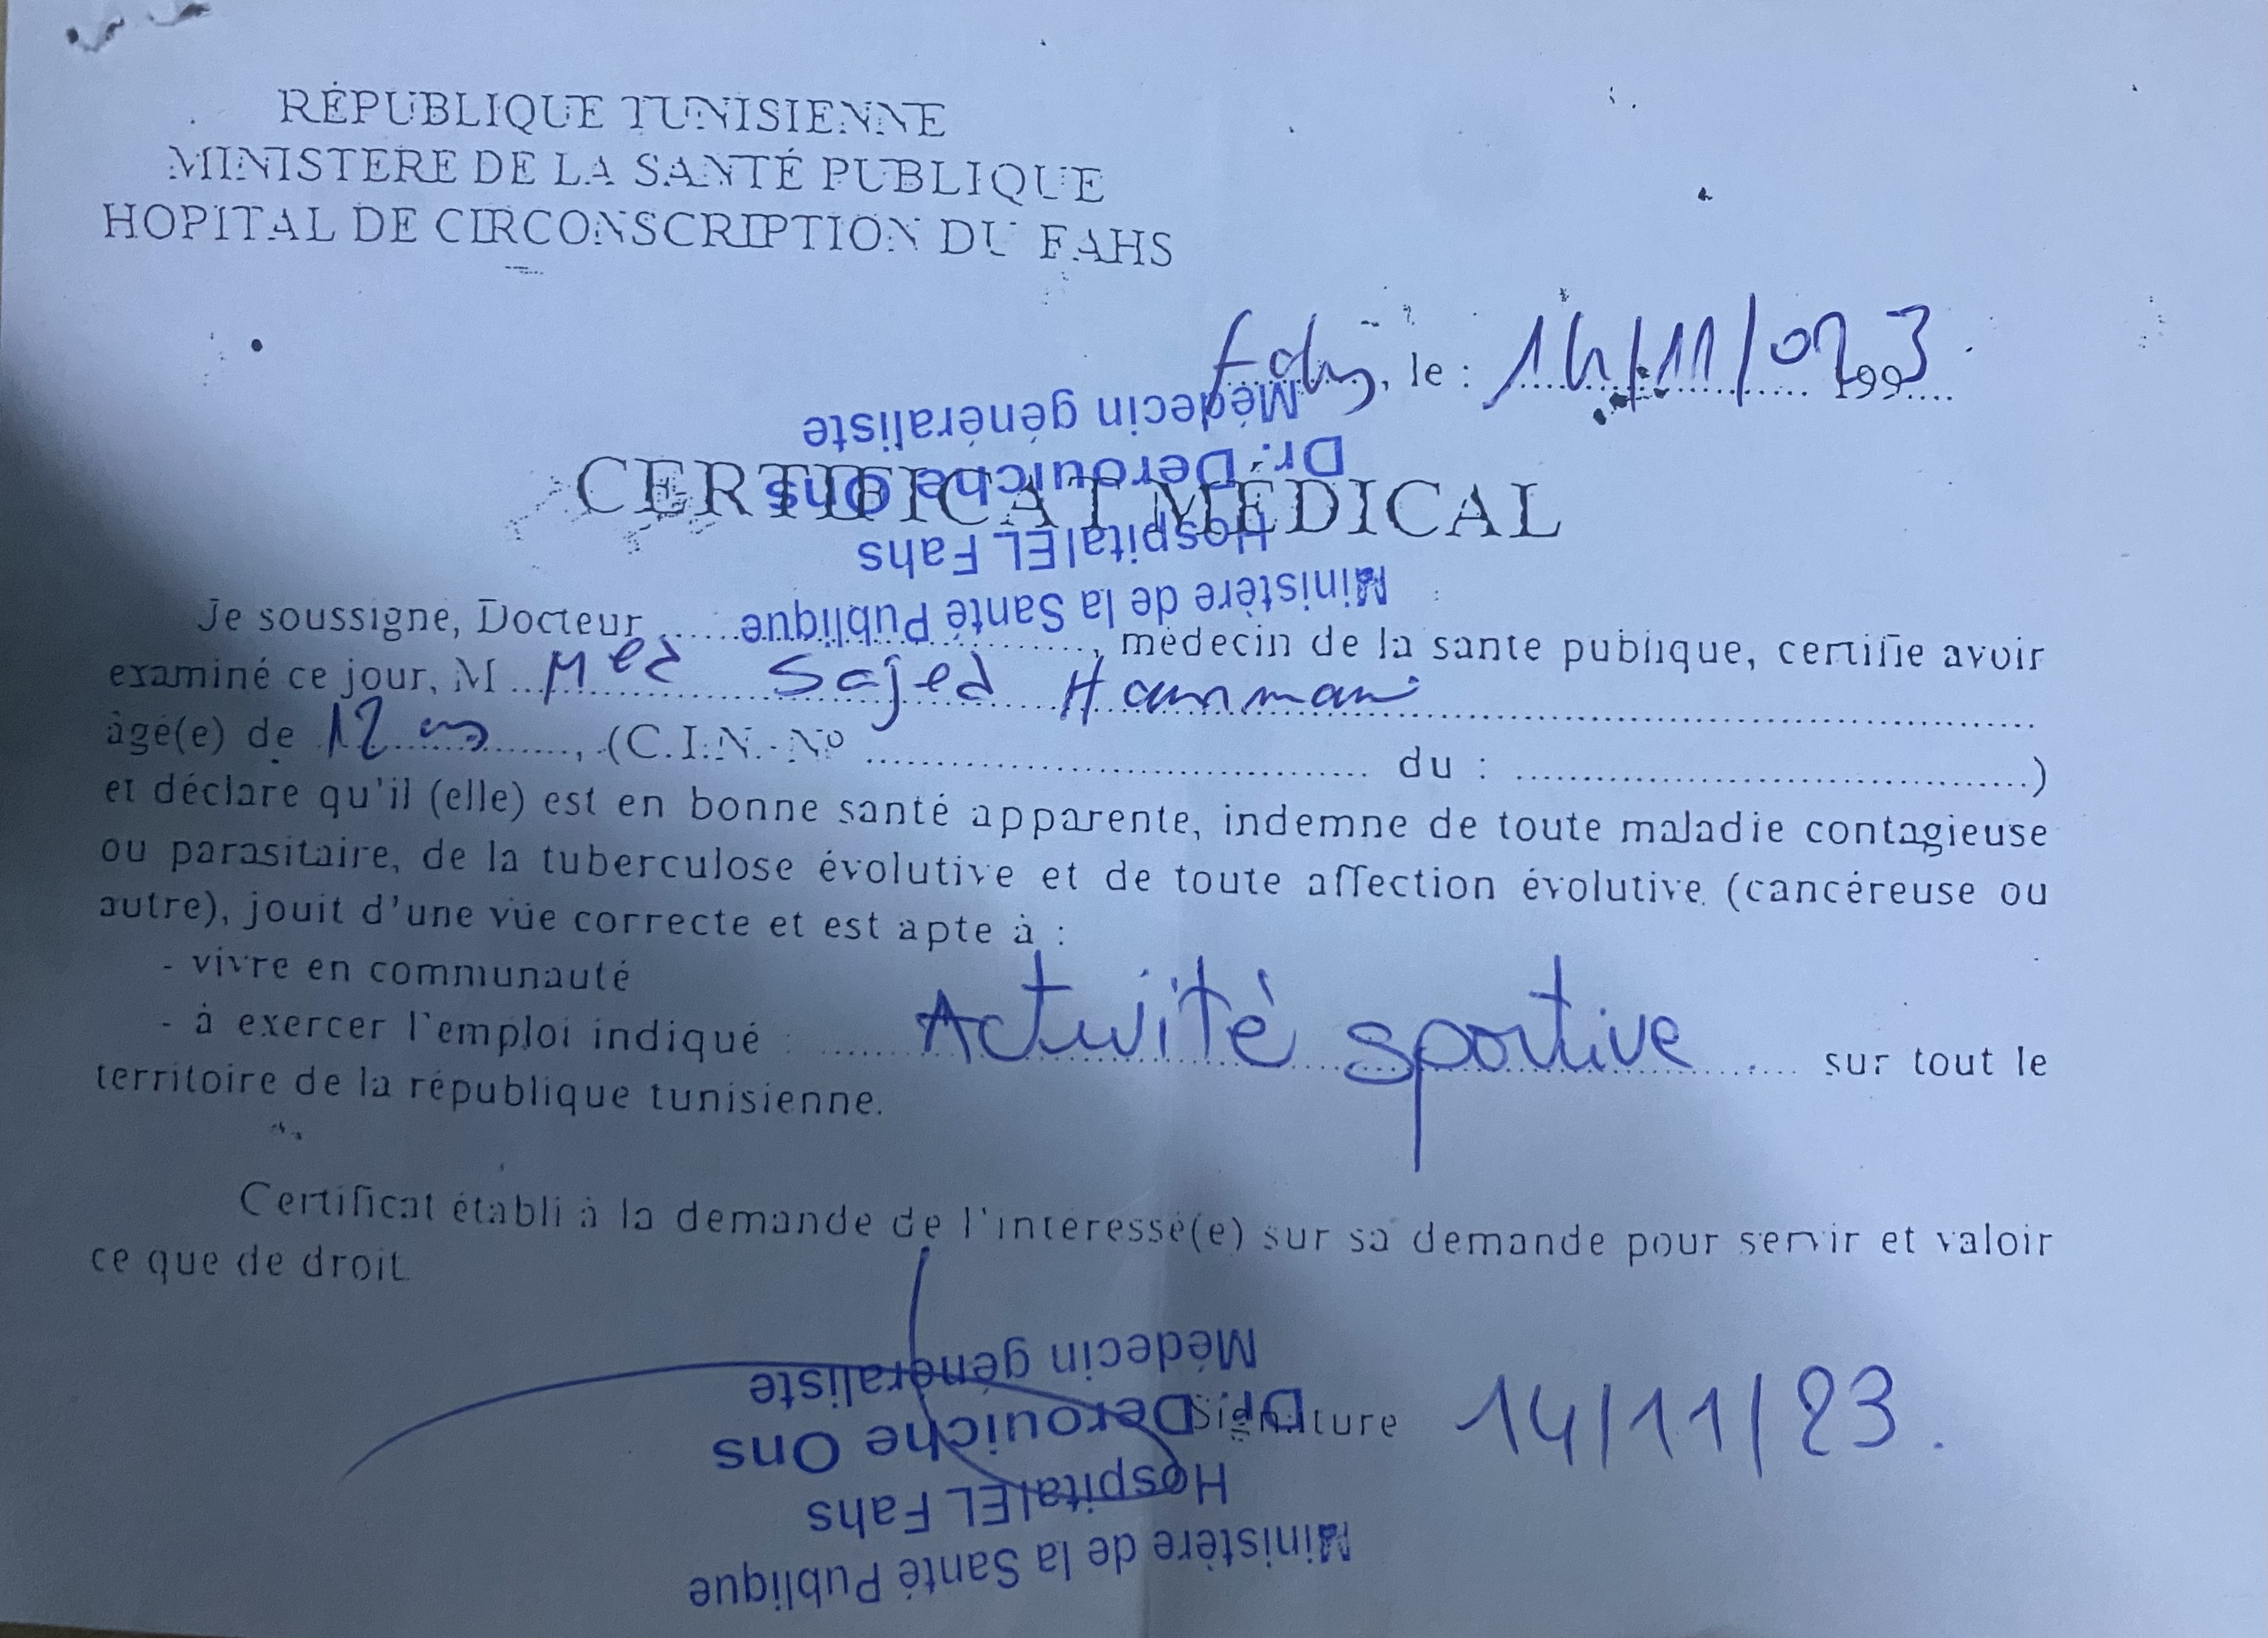 RÉPUBLIQUE TUNISIENNE
MINISTERE DE LA SANTÉ PUBLIQUE
HOPITAL DE CIRCONSCRIPTION DU FAHS
, le : 14/11/023 199
Médecin généraliste
Dr. Derouiche Ons
CERTIFICAT MÉDICAL
Hospital EL Fahs
Ministère de la Santé Publique
Je soussigne, Docteur , médecin de la sante publique, certifie avoir
examiné ce jour, M Med Sajed Hammami
âgé(e) de 12 ans , (C.I.N. Nº du : )
et déclare qu'il (elle) est en bonne santé apparente, indemne de toute maladie contagieuse
ou parasitaire, de la tuberculose évolutive et de toute affection évolutive (cancéreuse ou
autre), jouit d'une vüe correcte et est apte à :
- vivre en communauté
- à exercer l'emploi indiqué : Activité sportive sur tout le
territoire de la république tunisienne.
Certificat établi à la demande de l'intéressé(e) sur sa demande pour servir et valoir
ce que de droit.
Médecin généraliste
Dr. Derouiche Ons
Signature 14/11/23.
Hospital EL Fahs
Ministère de la Santé Publique